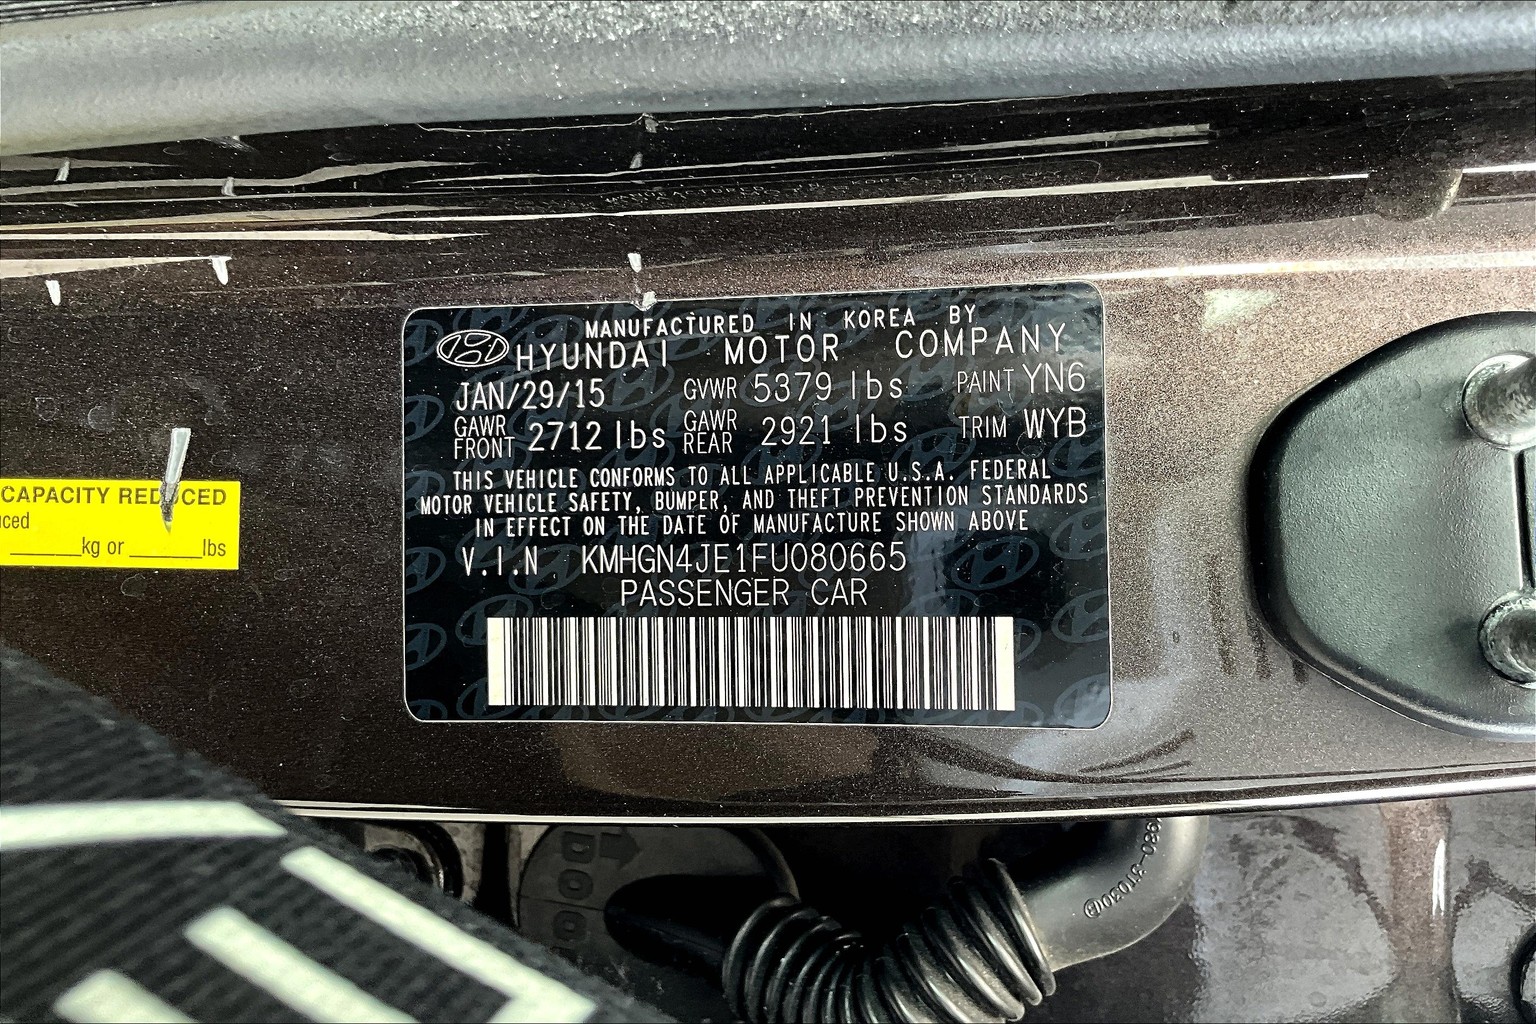 MANUFACTURED IN KOREA BY
HYUNDAI MOTOR COMPANY
JAN/29/15 GVWR 5379 lbs PAINT YN6
GAWR FRONT 2712 lbs GAWR REAR 2921 lbs TRIM WYB
THIS VEHICLE CONFORMS TO ALL APPLICABLE U.S.A. FEDERAL
MOTOR VEHICLE SAFETY, BUMPER, AND THEFT PREVENTION STANDARDS
IN EFFECT ON THE DATE OF MANUFACTURE SHOWN ABOVE
V.I.N KMHGN4JE1FU080665
PASSENGER CAR
CAPACITY REDUCED
kg or lbs
DOO